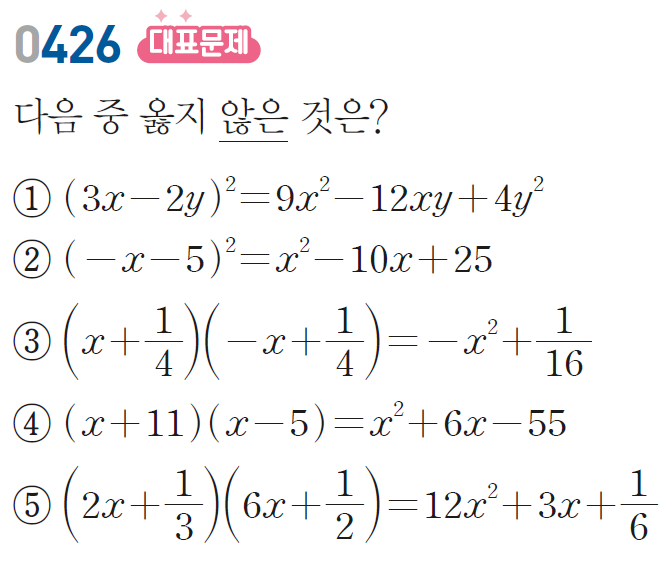 0426 대표문제
다음 중 옳지 않은 것은?
① (3x-2y)²=9x²-12xy+4y²
② (-x-5)²=x²-10x+25
③ (x+1/4)(-x+1/4)=-x²+1/16
④ (x+11)(x-5)=x²+6x-55
⑤ (2x+1/3)(6x+1/2)=12x²+3x+1/6